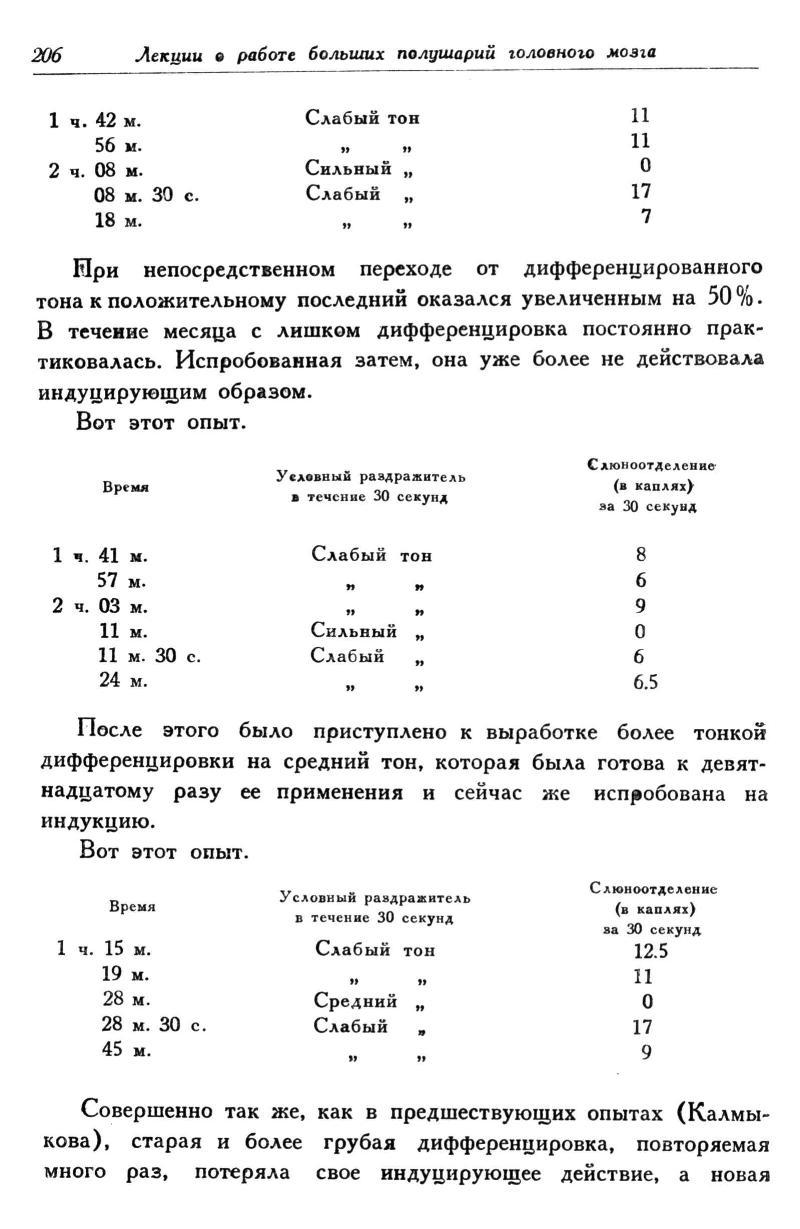 206 Лекции о работе больших полушарий головного мозга
1 ч. 42 м. Слабый тон 11
56 м. „ „ 11
2 ч. 08 м. Сильный „ 0
08 м. 30 с. Слабый „ 17
18 м. „ „ 7
При непосредственном переходе от дифференцированного
тона к положительному последний оказался увеличенным на 50%.
В течение месяца с лишком дифференцировка постоянно прак-
тиковалась. Испробованная затем, она уже более не действовала
индуцирующим образом.
Вот этот опыт.
Время Условный раздражитель в течение 30 секунд Слюноотделение (в каплях) за 30 секунд
1 ч. 41 м. Слабый тон 8
57 м. „ „ 6
2 ч. 03 м. „ „ 9
11 м. Сильный „ 0
11 м. 30 с. Слабый „ 6
24 м. „ „ 6.5
После этого было приступлено к выработке более тонкой
дифференцировки на средний тон, которая была готова к девят-
надцатому разу ее применения и сейчас же испробована на
индукцию.
Вот этот опыт.
Время Условный раздражитель в течение 30 секунд Слюноотделение (в каплях) за 30 секунд
1 ч. 15 м. Слабый тон 12.5
19 м. „ „ 11
28 м. Средний „ 0
28 м. 30 с. Слабый „ 17
45 м. „ „ 9
Совершенно так же, как в предшествующих опытах (Калмы-
кова), старая и более грубая дифференцировка, повторяемая
много раз, потеряла свое индуцирующее действие, а новая